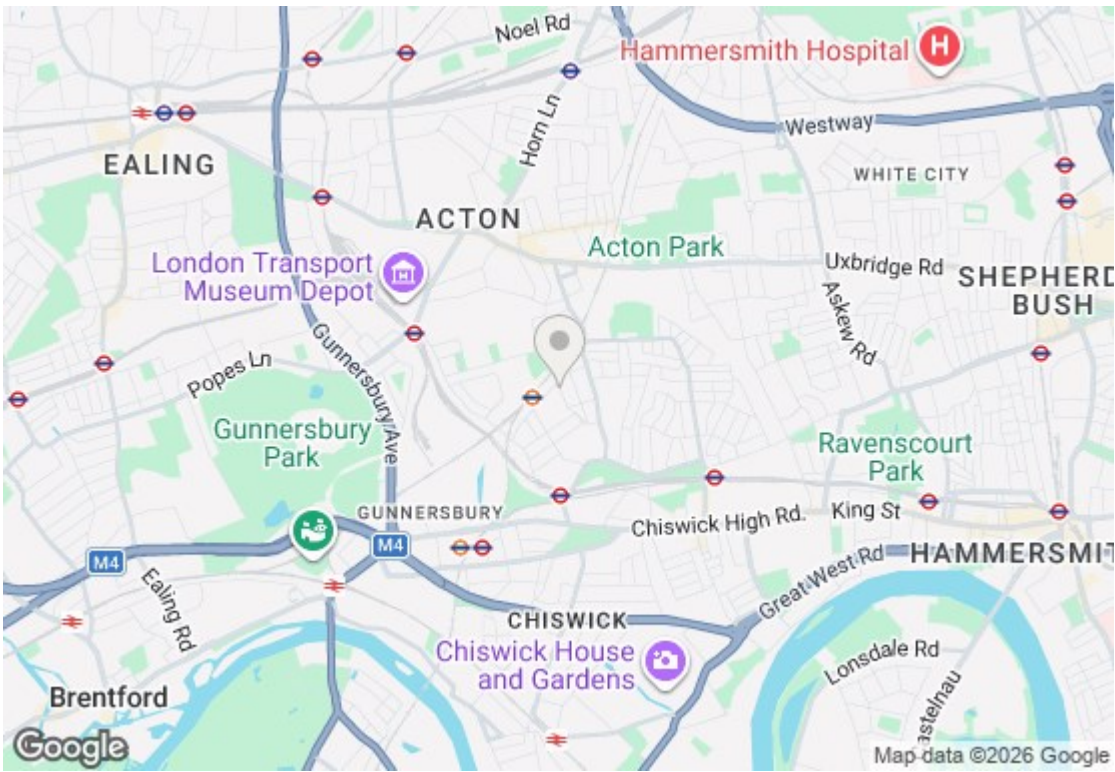 Noel Rd
Hammersmith Hospital
H
Horn Ln
Westway
EALING
WHITE CITY
ACTON
Acton Park
London Transport
Museum Depot
Uxbridge Rd
SHEPHERD
BUSH
Askew Rd
Gunnersbury Ave
Popes Ln
Gunnersbury
Park
Ravenscourt
Park
GUNNERSBURY
Chiswick High Rd.
King St
M4
M4
HAMMERSMIT
Great West Rd
Ealing Rd
CHISWICK
Chiswick House
and Gardens
Lonsdale Rd
Brentford
astelnau
Google
Map data ©2026 Google